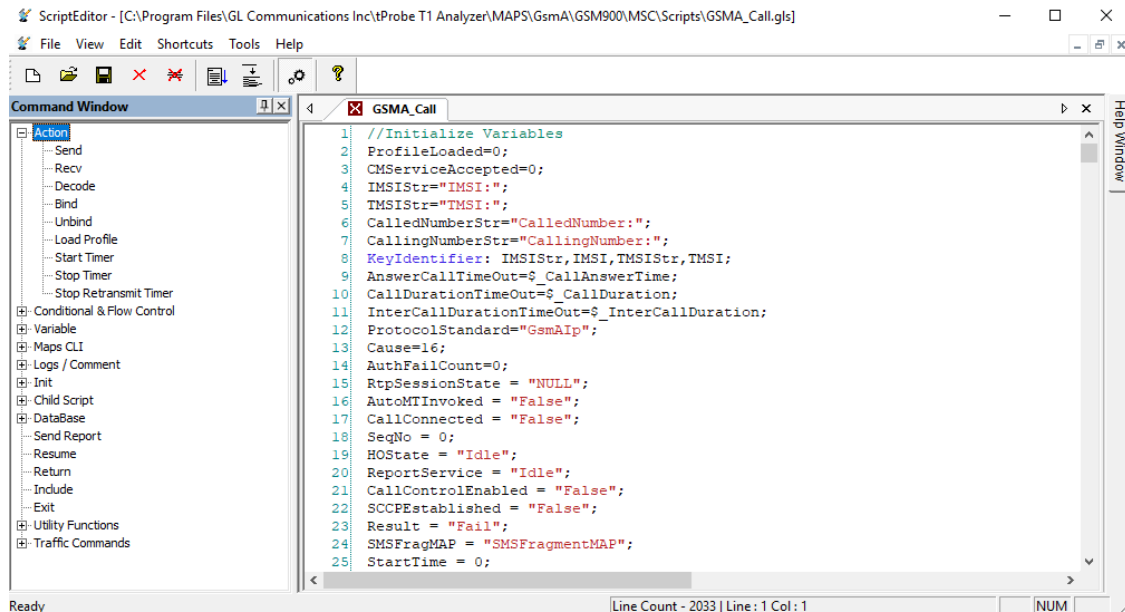 ScriptEditor - [C:\Program Files\GL Communications Inc\tProbe T1 Analyzer\MAPS\GsmA\GSM900\MSC\Scripts\GSMA_Call.gls]
File View Edit Shortcuts Tools Help
Command Window
Action
Send
Recv
Decode
Bind
Unbind
Load Profile
Start Timer
Stop Timer
Stop Retransmit Timer
Conditional & Flow Control
Variable
Maps CLI
Logs / Comment
Init
Child Script
DataBase
Send Report
Resume
Return
Include
Exit
Utility Functions
Traffic Commands
GSMA_Call
1 //Initialize Variables
2 ProfileLoaded=0;
3 CMServiceAccepted=0;
4 IMSIStr="IMSI:";
5 TMSIStr="TMSI:";
6 CalledNumberStr="CalledNumber:";
7 CallingNumberStr="CallingNumber:";
8 KeyIdentifier: IMSIStr,IMSI,TMSIStr,TMSI;
9 AnswerCallTimeOut=$_CallAnswerTime;
10 CallDurationTimeOut=$_CallDuration;
11 InterCallDurationTimeOut=$_InterCallDuration;
12 ProtocolStandard="GsmAIp";
13 Cause=16;
14 AuthFailCount=0;
15 RtpSessionState = "NULL";
16 AutoMTInvoked = "False";
17 CallConnected = "False";
18 SeqNo = 0;
19 HOState = "Idle";
20 ReportService = "Idle";
21 CallControlEnabled = "False";
22 SCCPEstablished = "False";
23 Result = "Fail";
24 SMSFragMAP = "SMSFragmentMAP";
25 StartTime = 0;
Help Window
Ready
Line Count - 2033 | Line : 1 Col : 1
NUM